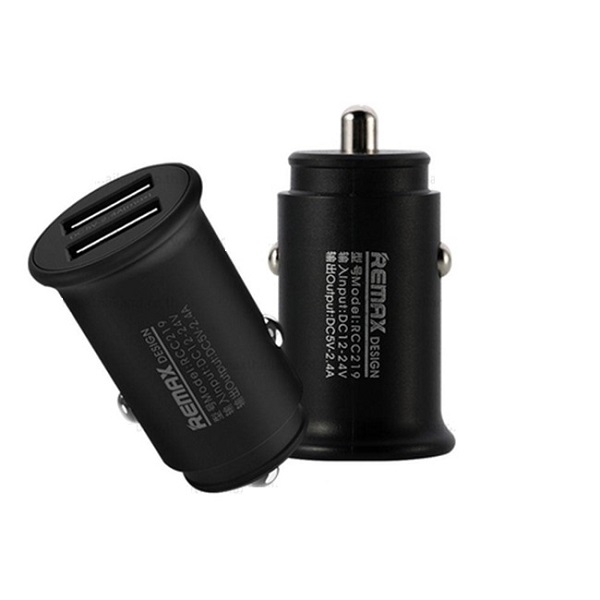 REMAX DESIGN
型号Model:RCC219
输入Input:DC12-24V
输出Output:DC5V-2.4A
REMAX DESIGN
型号Model:RCC219
输入Input:DC12-24V
输出Output:DC5V-2.4A